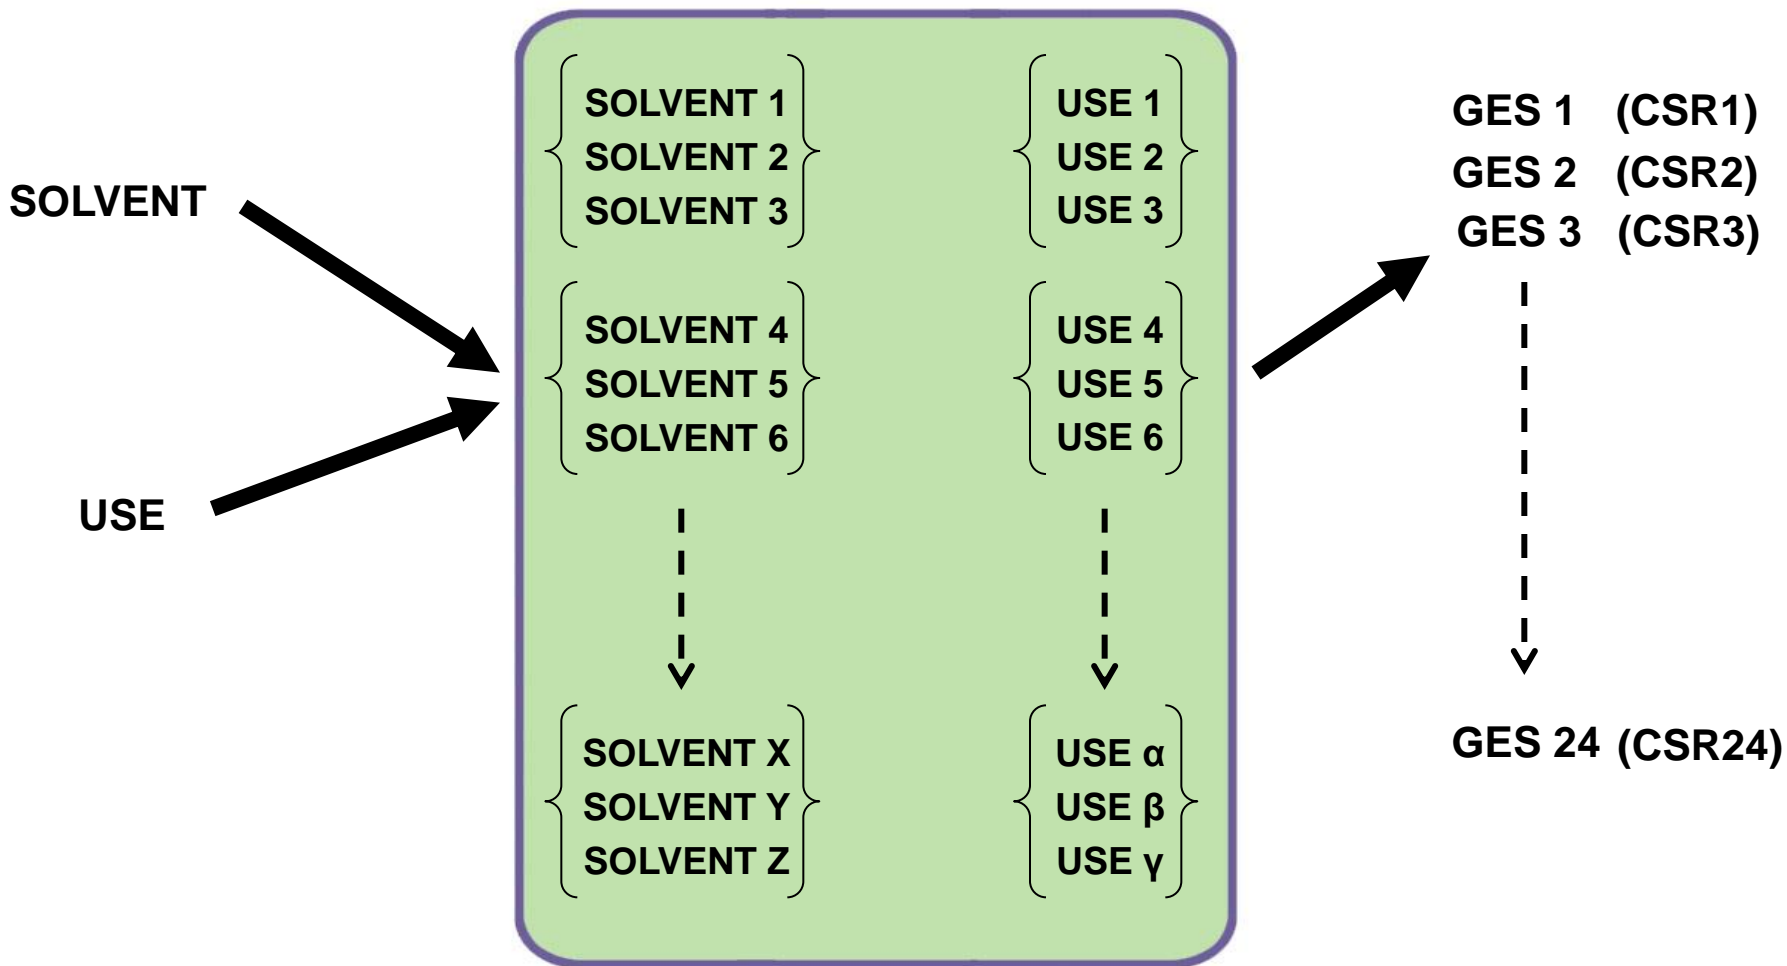 SOLVENT
USE
SOLVENT 1
SOLVENT 2
SOLVENT 3
SOLVENT 4
SOLVENT 5
SOLVENT 6
SOLVENT X
SOLVENT Y
SOLVENT Z
USE 1
USE 2
USE 3
USE 4
USE 5
USE 6
USE α
USE β
USE γ
GES 1 (CSR1)
GES 2 (CSR2)
GES 3 (CSR3)
GES 24 (CSR24)